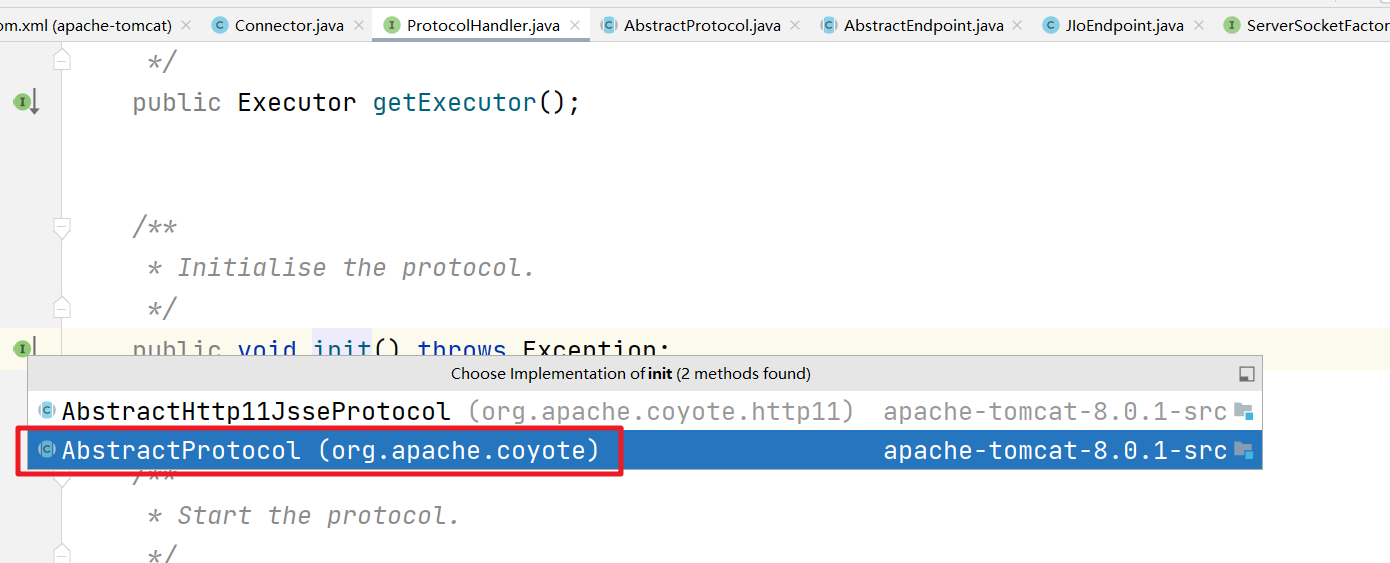 om.xml (apache-tomcat) Connector.java ProtocolHandler.java AbstractProtocol.java AbstractEndpoint.java JIoEndpoint.java ServerSocketFactor
*/
public Executor getExecutor();
/**
* Initialise the protocol.
*/
public void init() throws Exception;
Choose Implementation of init (2 methods found)
AbstractHttp11JsseProtocol (org.apache.coyote.http11) apache-tomcat-8.0.1-src
AbstractProtocol (org.apache.coyote) apache-tomcat-8.0.1-src
/**
* Start the protocol.
*/